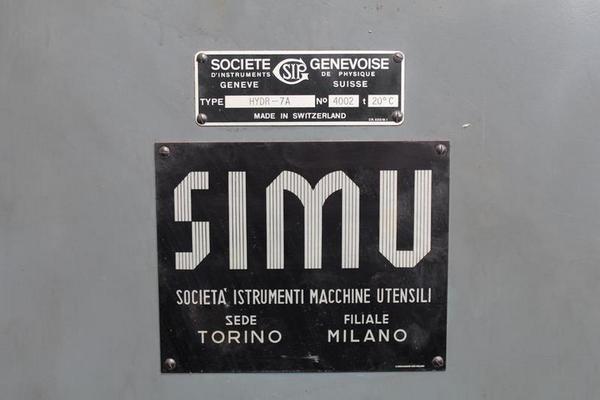 SOCIETE SIP GENEVOISE
D'INSTRUMENTS DE PHYSIQUE
GENEVE SUISSE
TYPE HYDR-7A No 4002 t 20°C
MADE IN SWITZERLAND
SIMU
SOCIETA' ISTRUMENTI MACCHINE UTENSILI
SEDE FILIALE
TORINO MILANO